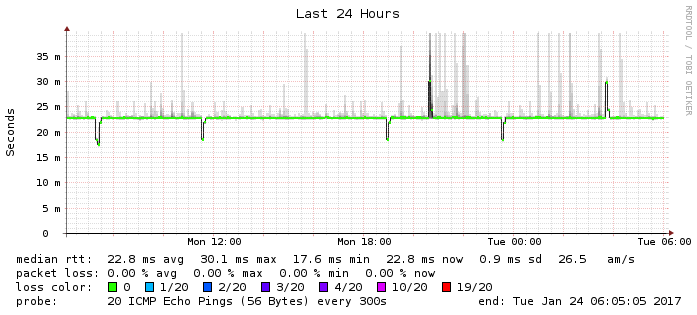 Last 24 Hours
RRDTOOL / TOBI OETIKER
Seconds
35 m
30 m
25 m
20 m
15 m
10 m
5 m
0
Mon 12:00 Mon 18:00 Tue 00:00 Tue 06:00
median rtt: 22.8 ms avg 30.1 ms max 17.6 ms min 22.8 ms now 0.9 ms sd 26.5 am/s
packet loss: 0.00 % avg 0.00 % max 0.00 % min 0.00 % now
loss color: 0 1/20 2/20 3/20 4/20 10/20 19/20
probe: 20 ICMP Echo Pings (56 Bytes) every 300s end: Tue Jan 24 06:05:05 2017